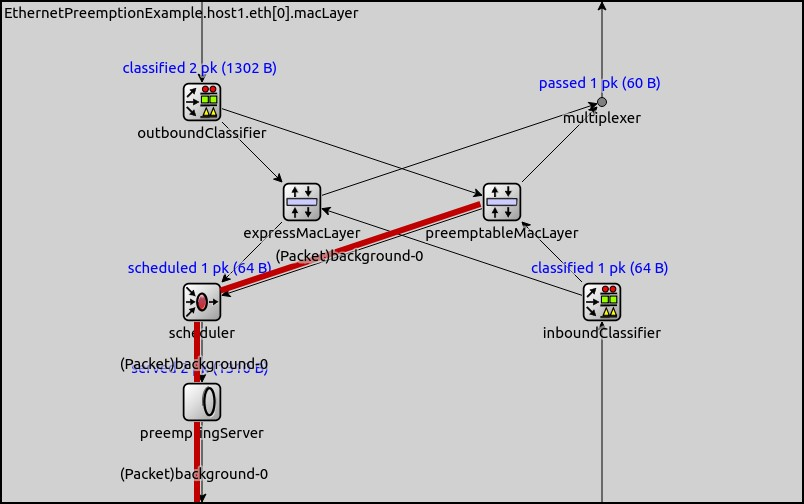 EthernetPreemptionExample.host1.eth[0].macLayer
classified 2 pk (1302 B)
outboundClassifier
passed 1 pk (60 B)
multiplexer
expressMacLayer
preemptableMacLayer
(Packet)background-0
scheduled 1 pk (64 B)
scheduler
classified 1 pk (64 B)
inboundClassifier
(Packet)background-0
served 2 pk
preemptingServer
(Packet)background-0